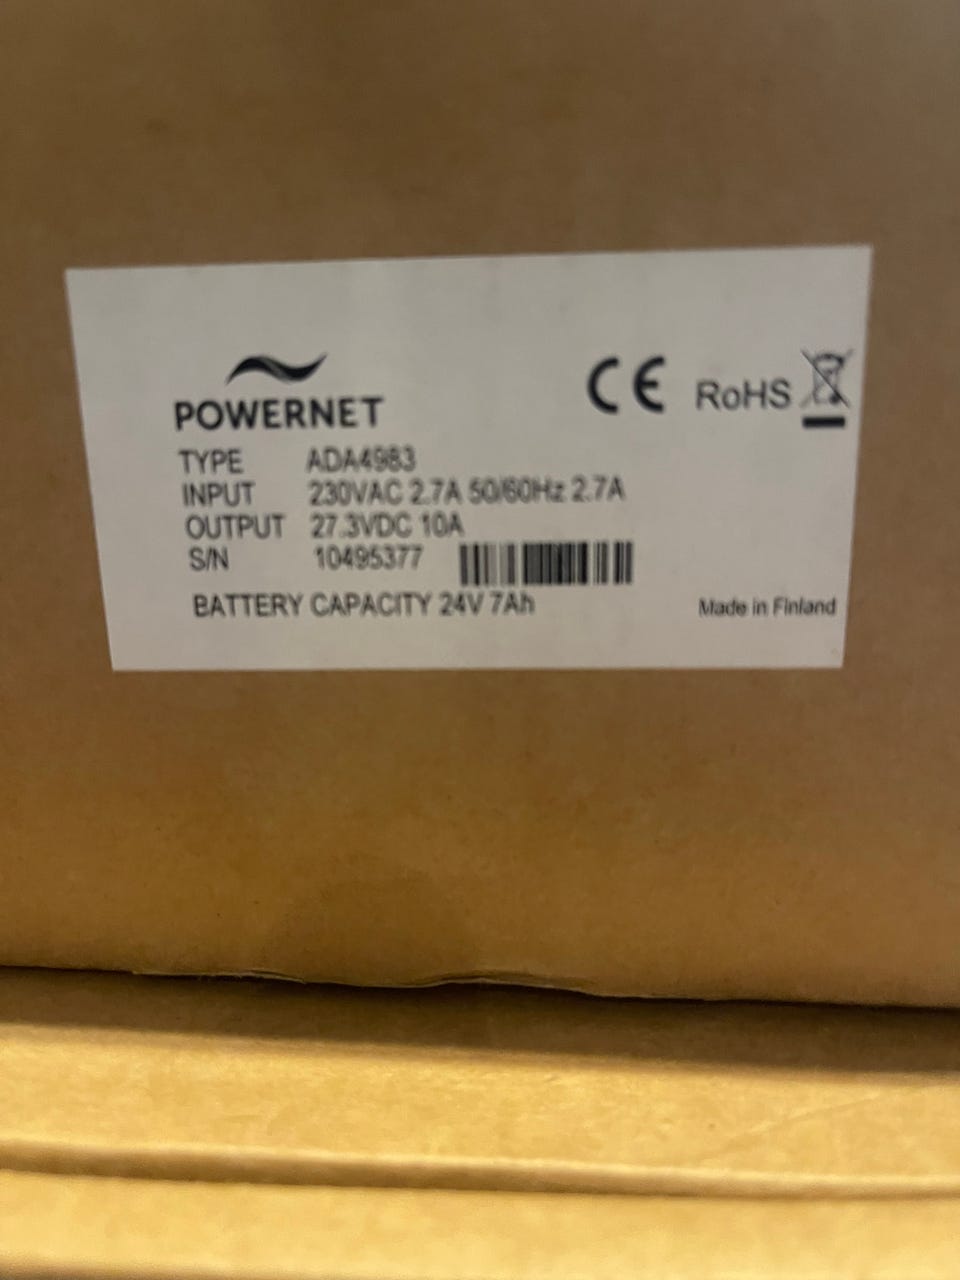 POWERNET
CE RoHS
TYPE ADA4983
INPUT 230VAC 2.7A 50/60Hz 2.7A
OUTPUT 27.3VDC 10A
S/N 10495377
BATTERY CAPACITY 24V 7Ah
Made in Finland